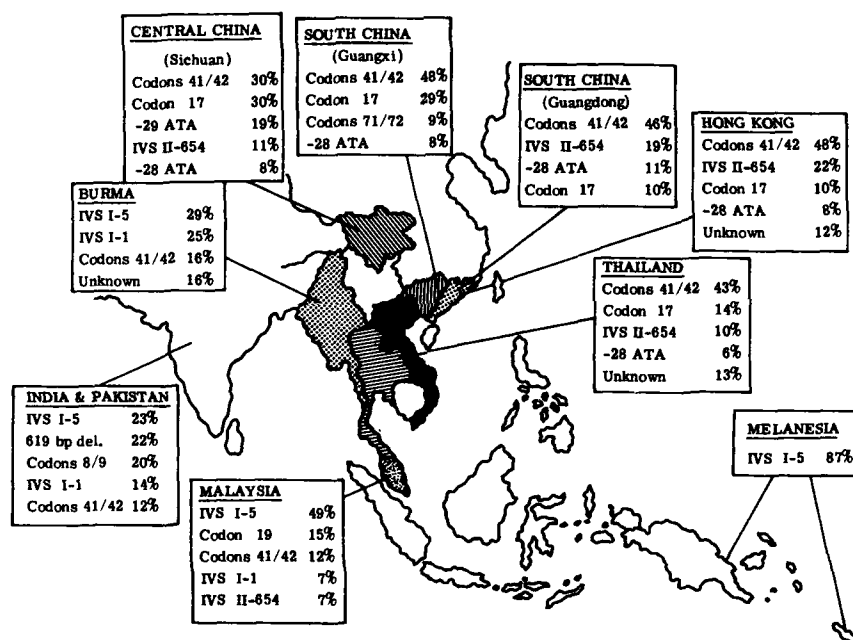 CENTRAL CHINA
(Sichuan)
Codons 41/42 30%
Codon 17 30%
-29 ATA 19%
IVS II-654 11%
-28 ATA 8%
SOUTH CHINA
(Guangxi)
Codons 41/42 48%
Codon 17 29%
Codons 71/72 9%
-28 ATA 8%
SOUTH CHINA
(Guangdong)
Codons 41/42 46%
IVS II-654 19%
-28 ATA 11%
Codon 17 10%
HONG KONG
Codons 41/42 48%
IVS II-654 22%
Codon 17 10%
-28 ATA 8%
Unknown 12%
BURMA
IVS I-5 29%
IVS I-1 25%
Codons 41/42 16%
Unknown 16%
THAILAND
Codons 41/42 43%
Codon 17 14%
IVS II-654 10%
-28 ATA 6%
Unknown 13%
INDIA & PAKISTAN
IVS I-5 23%
619 bp del. 22%
Codons 8/9 20%
IVS I-1 14%
Codons 41/42 12%
MALAYSIA
IVS I-5 49%
Codon 19 15%
Codons 41/42 12%
IVS I-1 7%
IVS II-654 7%
MELANESIA
IVS I-5 87%